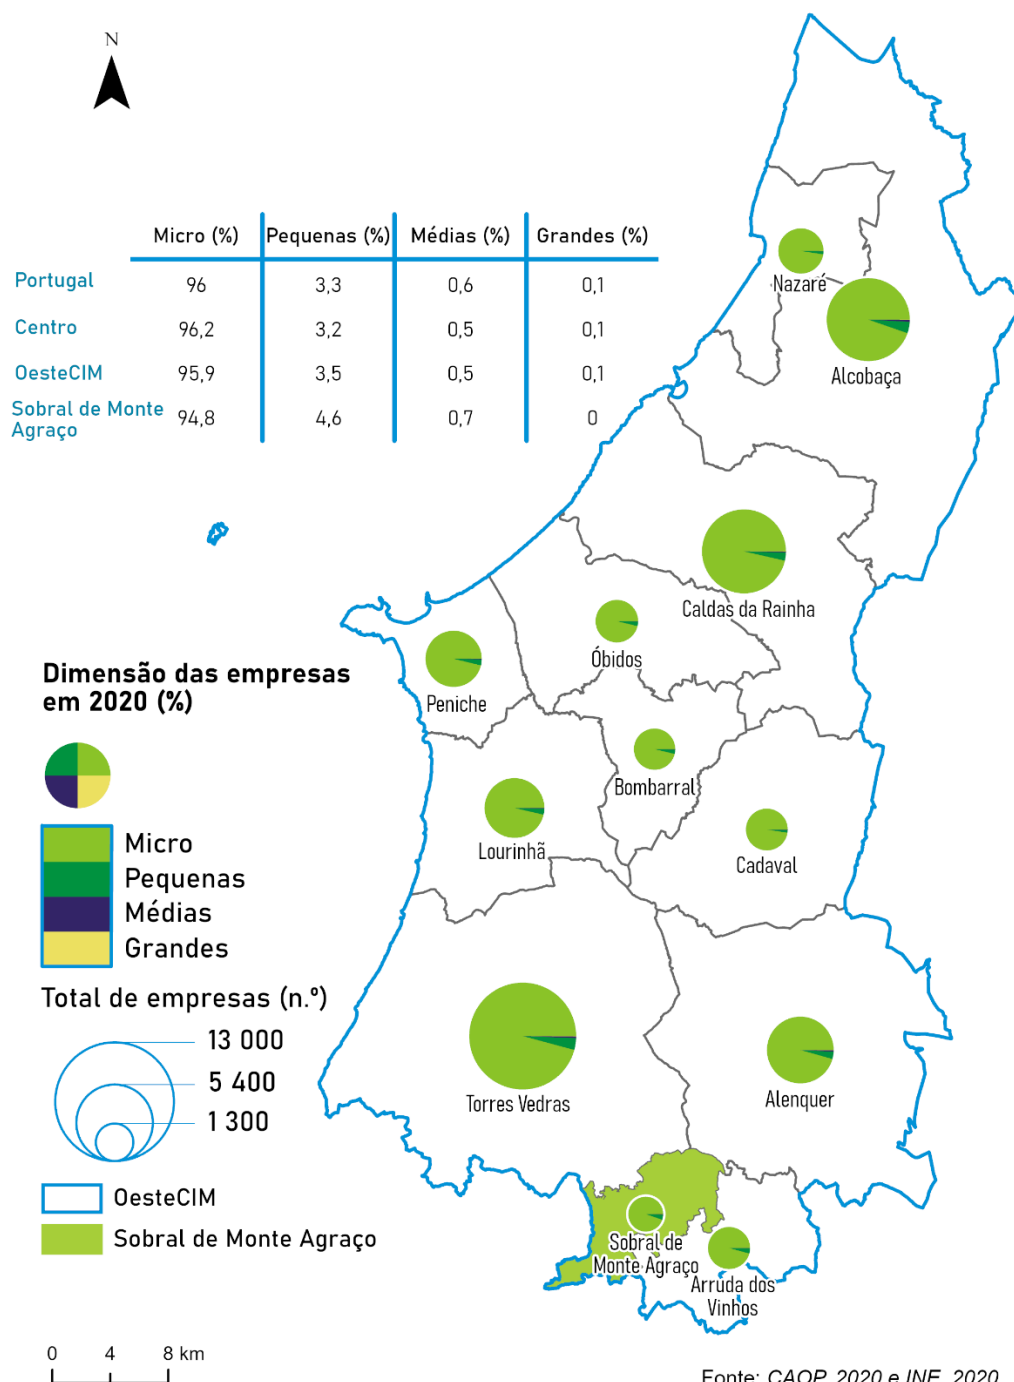 N
Micro (%) Pequenas (%) Médias (%) Grandes (%)
Portugal 96 3,3 0,6 0,1
Centro 96,2 3,2 0,5 0,1
OesteCIM 95,9 3,5 0,5 0,1
Sobral de Monte
Agraço 94,8 4,6 0,7 0
Nazaré
Alcobaça
Caldas da Rainha
Óbidos
Peniche
Bombarral
Lourinhã
Cadaval
Torres Vedras
Alenquer
Sobral de
Monte Agraço
Arruda dos
Vinhos
Dimensão das empresas
em 2020 (%)
Micro
Pequenas
Médias
Grandes
Total de empresas (n.º)
13 000
5 400
1 300
OesteCIM
Sobral de Monte Agraço
0 4 8 km
Fonte: CAOP, 2020 e INE, 2020